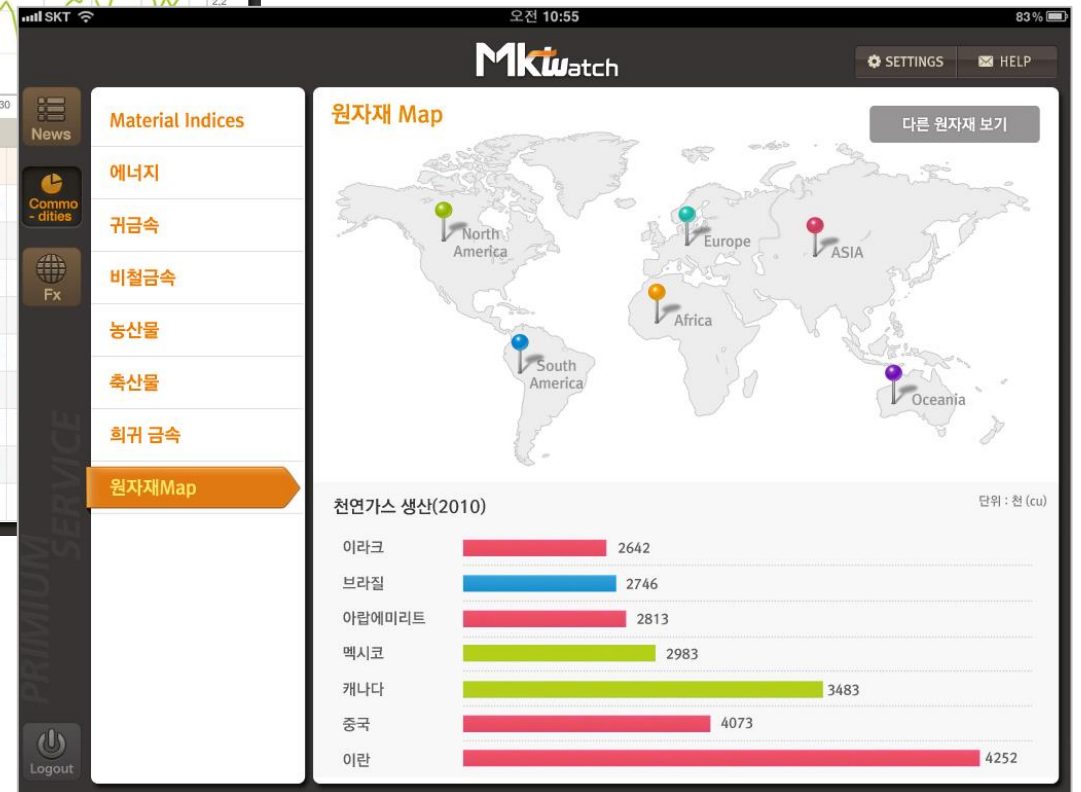 2,2
30
SKT
오전 10:55
83%
Mkiwatch
SETTINGS
HELP
News
Commo
- dities
Fx
PRIMIUM
SERVICE
Logout
Material Indices
에너지
귀금속
비철금속
농산물
축산물
희귀 금속
원자재Map
원자재 Map
다른 원자재 보기
North
America
Europe
ASIA
Africa
South
America
Oceania
천연가스 생산(2010)
단위 : 천 (cu)
이라크 2642
브라질 2746
아랍에미리트 2813
멕시코 2983
캐나다 3483
중국 4073
이란 4252